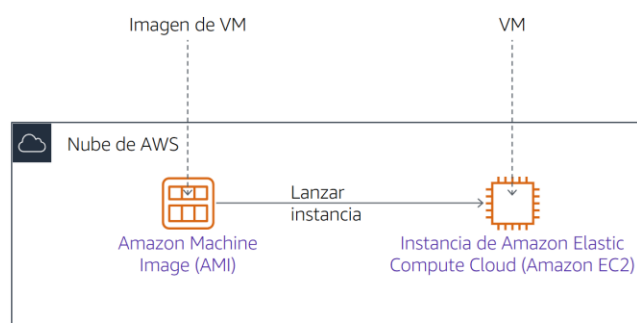 Imagen de VM
VM
Nube de AWS
Lanzar
instancia
Amazon Machine
Image (AMI)
Instancia de Amazon Elastic
Compute Cloud (Amazon EC2)